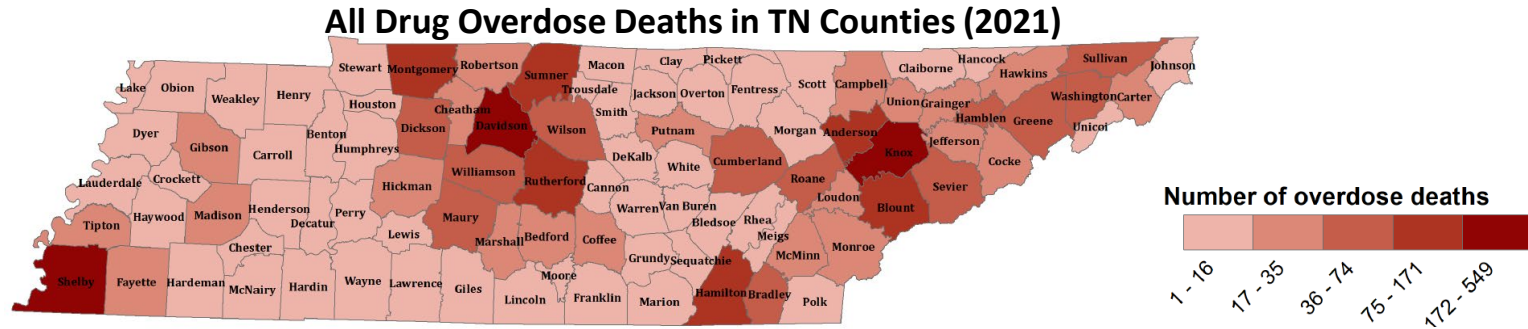 All Drug Overdose Deaths in TN Counties (2021)
Stewart Montgomery Robertson Sumner Macon Clay Pickett Scott Campbell Claiborne Hancock Hawkins Sullivan Johnson
Lake Obion Weakley Henry Houston Cheatham Trousdale Jackson Overton Fentress Union Grainger Washington Carter
Dyer Gibson Carroll Benton Humphreys Dickson Davidson Wilson Smith Putnam Morgan Anderson Knox Hamblen Jefferson Greene Unicoi
Lauderdale Crockett Williamson Rutherford DeKalb White Cumberland Roane Loudon Blount Sevier Cocke
Tipton Haywood Madison Henderson Decatur Perry Hickman Maury Cannon Warren Van Buren Bledsoe Rhea Meigs Monroe
Shelby Fayette Hardeman Chester McNairy Hardin Wayne Lewis Lawrence Giles Marshall Bedford Coffee Moore Lincoln Franklin Grundy Sequatchie Marion Hamilton Bradley McMinn Polk
Number of overdose deaths
1 - 16
17 - 35
36 - 74
75 - 171
172 - 549